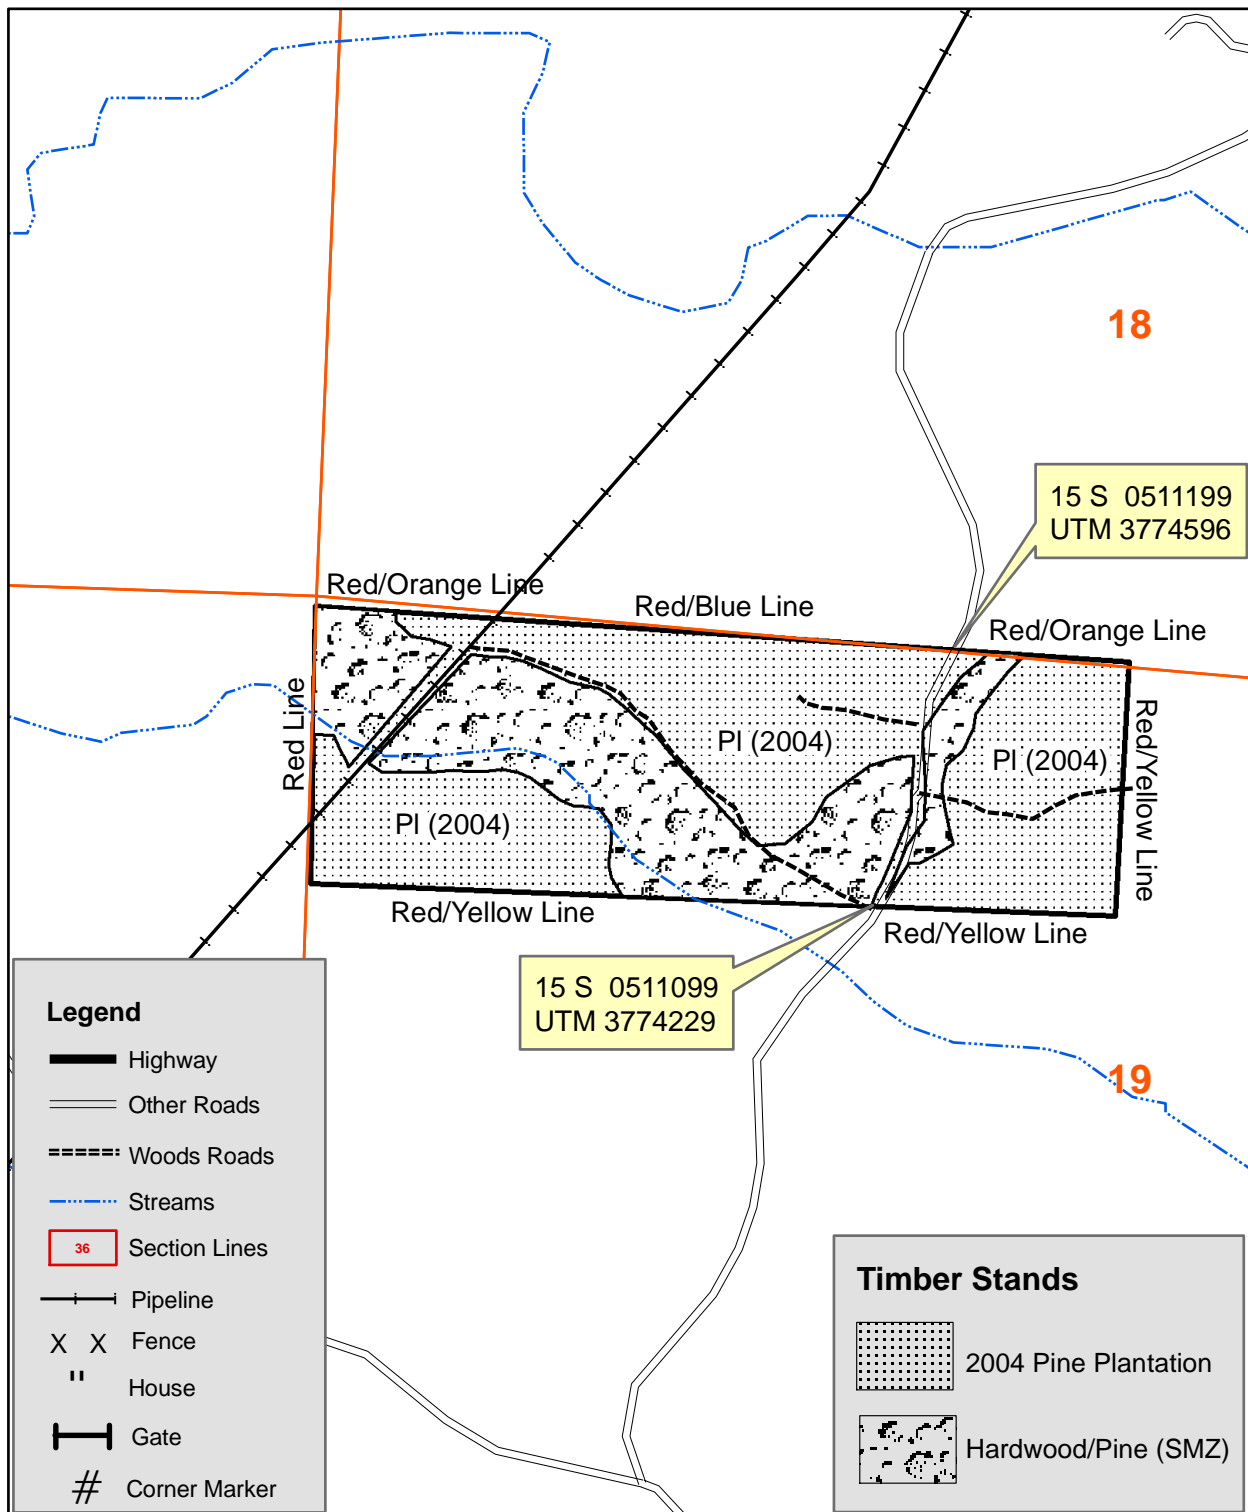 18
15 S 0511199
UTM 3774596
Red/Orange Line
Red/Blue Line
Red/Orange Line
Red Line
Pl (2004)
Pl (2004)
Red/Yellow Line
Pl (2004)
Red/Yellow Line
Red/Yellow Line
15 S 0511099
UTM 3774229
19
Legend
Highway
Other Roads
Woods Roads
Streams
36 Section Lines
Pipeline
X X Fence
" House
Gate
# Corner Marker
Timber Stands
2004 Pine Plantation
Hardwood/Pine (SMZ)